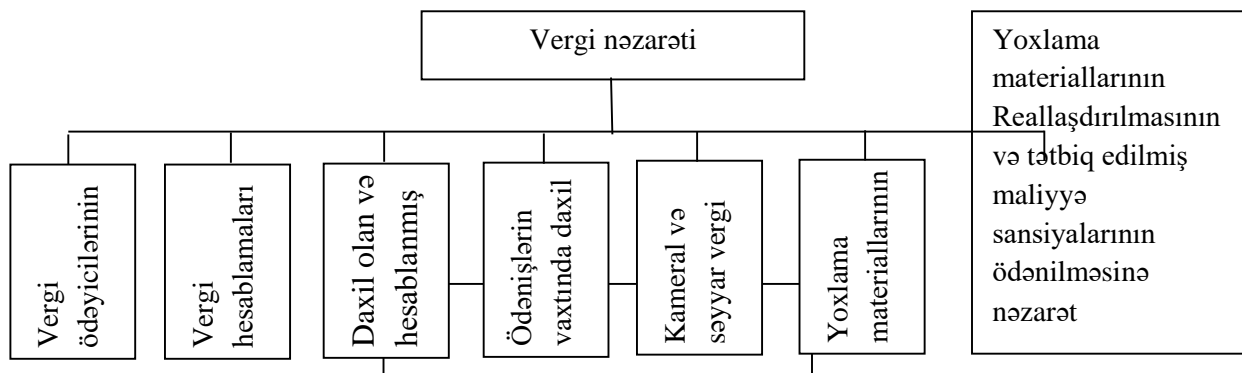 Vergi nəzarəti
Vergi
ödəyicilərinin
Vergi
hesablamaları
Daxil olan və
hesablanmış
Ödənişlərin
vaxtında daxil
Kameral və
səyyar vergi
Yoxlama
materiallarının
Yoxlama
materiallarının
Reallaşdırılmasının
və tətbiq edilmiş
maliyyə
sansiyalarının
ödənilməsinə
nəzarət